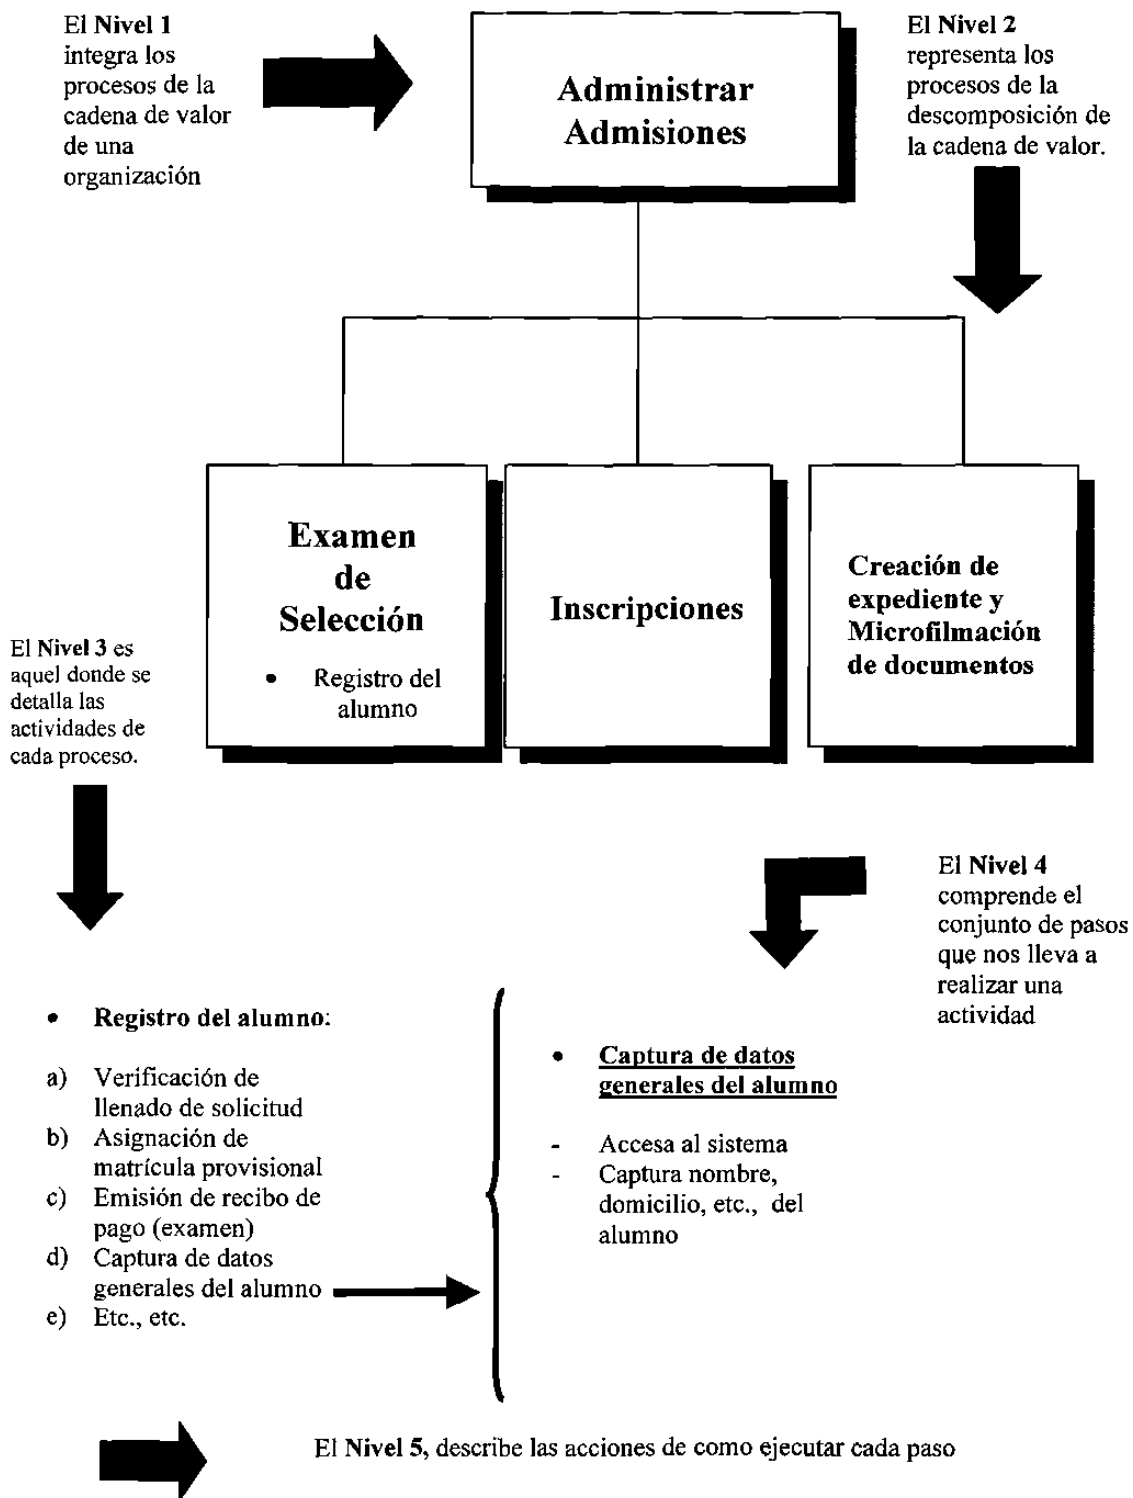 El Nivel 1
integra los
procesos de la
cadena de valor
de una
organización
Administrar
Admisiones
El Nivel 2
representa los
procesos de la
descomposición de
la cadena de valor.
Examen
de
Selección
• Registro del
alumno
Inscripciones
Creación de
expediente y
Microfilmación
de documentos
El Nivel 3 es
aquel donde se
detalla las
actividades de
cada proceso.
El Nivel 4
comprende el
conjunto de pasos
que nos lleva a
realizar una
actividad
• Registro del alumno:
a) Verificación de
llenado de solicitud
b) Asignación de
matrícula provisional
c) Emisión de recibo de
pago (examen)
d) Captura de datos
generales del alumno
e) Etc., etc.
• Captura de datos
generales del alumno
- Accesa al sistema
- Captura nombre,
domicilio, etc., del
alumno
El Nivel 5, describe las acciones de como ejecutar cada paso